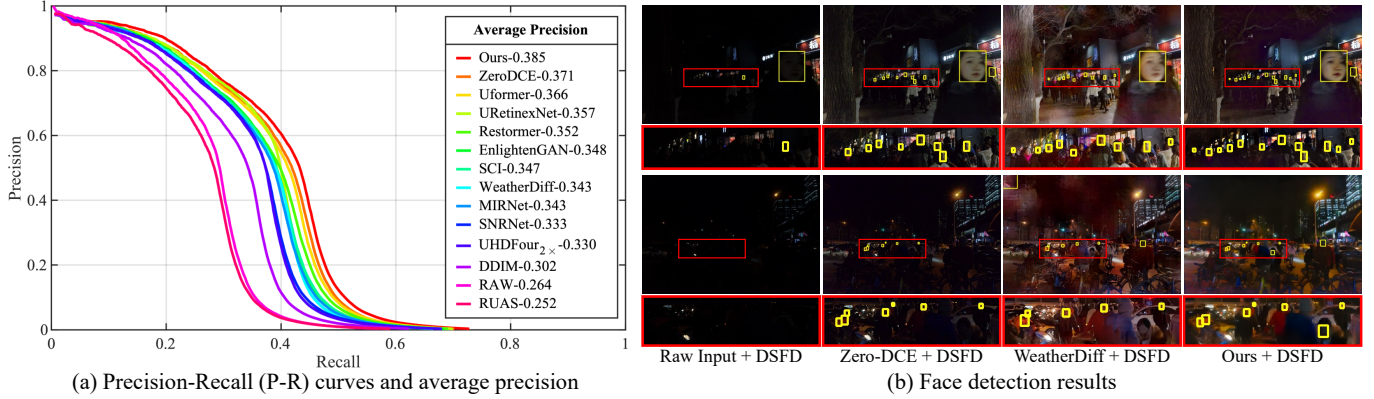 1
0.8
0.6
0.4
0.2
0
Precision
0
0.2
0.4
0.6
0.8
1
Recall
Average Precision
Ours-0.385
ZeroDCE-0.371
Uformer-0.366
URetinexNet-0.357
Restormer-0.352
EnlightenGAN-0.348
SCI-0.347
WeatherDiff-0.343
MIRNet-0.343
SNRNet-0.333
UHDFour2×-0.330
DDIM-0.302
RAW-0.264
RUAS-0.252
(a) Precision-Recall (P-R) curves and average precision
Raw Input + DSFD
Zero-DCE + DSFD
WeatherDiff + DSFD
Ours + DSFD
(b) Face detection results